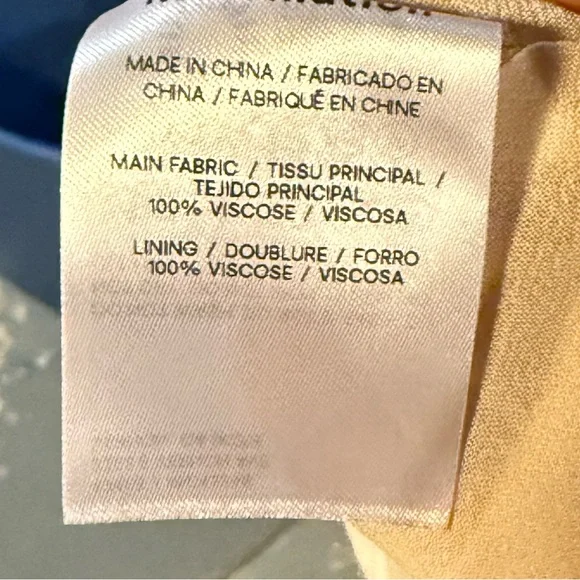 MADE IN CHINA / FABRICADO EN
CHINA / FABRIQUÉ EN CHINE
MAIN FABRIC / TISSU PRINCIPAL /
TEJIDO PRINCIPAL
100% VISCOSE / VISCOSA
LINING / DOUBLURE / FORRO
100% VISCOSE / VISCOSA